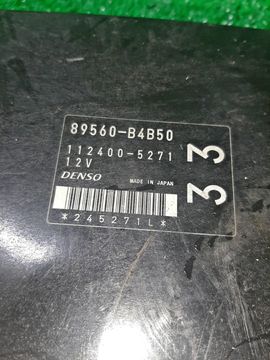 89560-B4B50
112400-5271
12V
DENSO MADE IN JAPAN
*245271L*
33